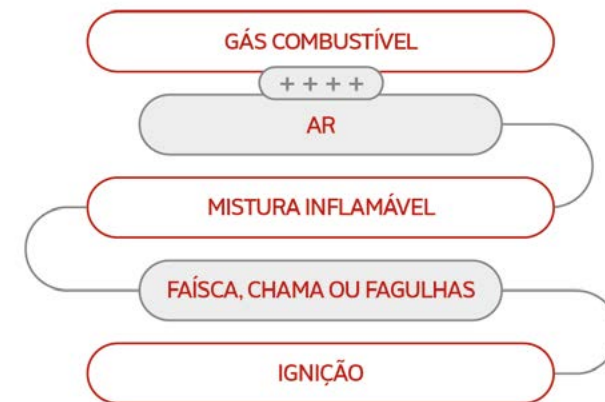 GÁS COMBUSTÍVEL
++++
AR
MISTURA INFLAMÁVEL
FAÍSCA, CHAMA OU FAGULHAS
IGNIÇÃO